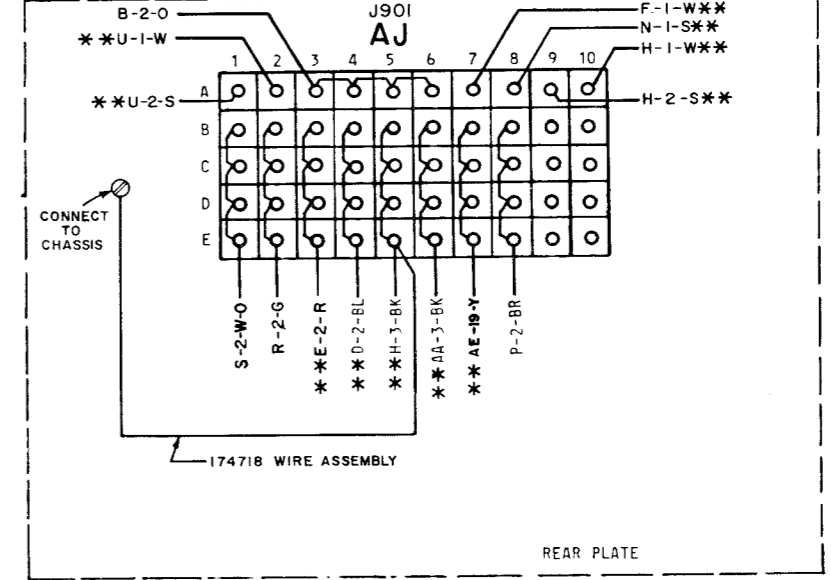 B-2-O
J901
AJ
F-1-W**
**U-1-W
N-1-S**
H-1-W**
1 2 3 4 5 6 7 8 9 10
A
**U-2-S
H-2-S**
B
C
D
E
CONNECT
TO
CHASSIS
S-2-W-O
R-2-G
**E-2-R
**D-2-BL
**H-3-BK
**AA-3-BK
**AE-19-Y
P-2-BR
174718 WIRE ASSEMBLY
REAR PLATE